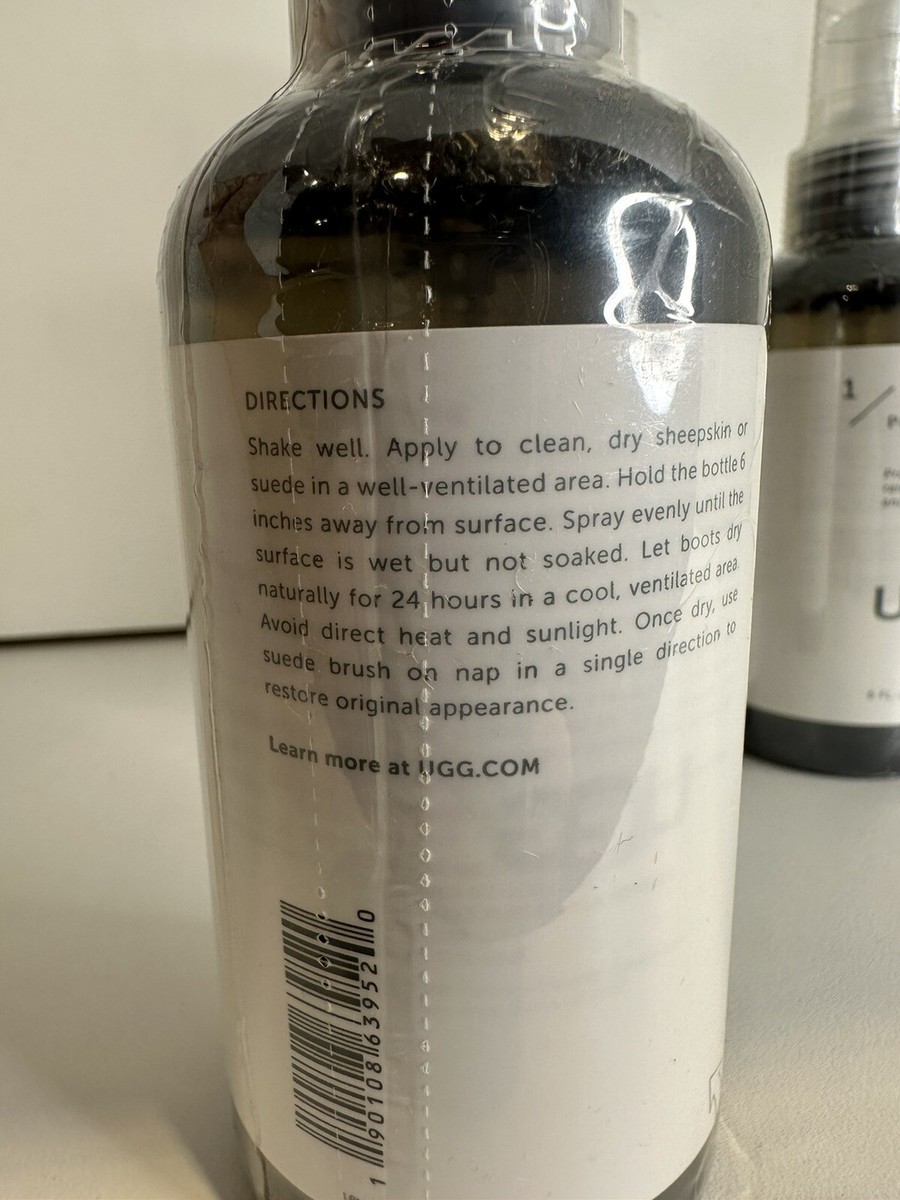 DIRECTIONS
Shake well. Apply to clean, dry sheepskin or
suede in a well-ventilated area. Hold the bottle 6
inches away from surface. Spray evenly until the
surface is wet but not soaked. Let boots dry
naturally for 24 hours in a cool, ventilated area.
Avoid direct heat and sunlight. Once dry, use
suede brush on nap in a single direction to
restore original appearance.
Learn more at UGG.COM
1 90108 63952 0
1/
U